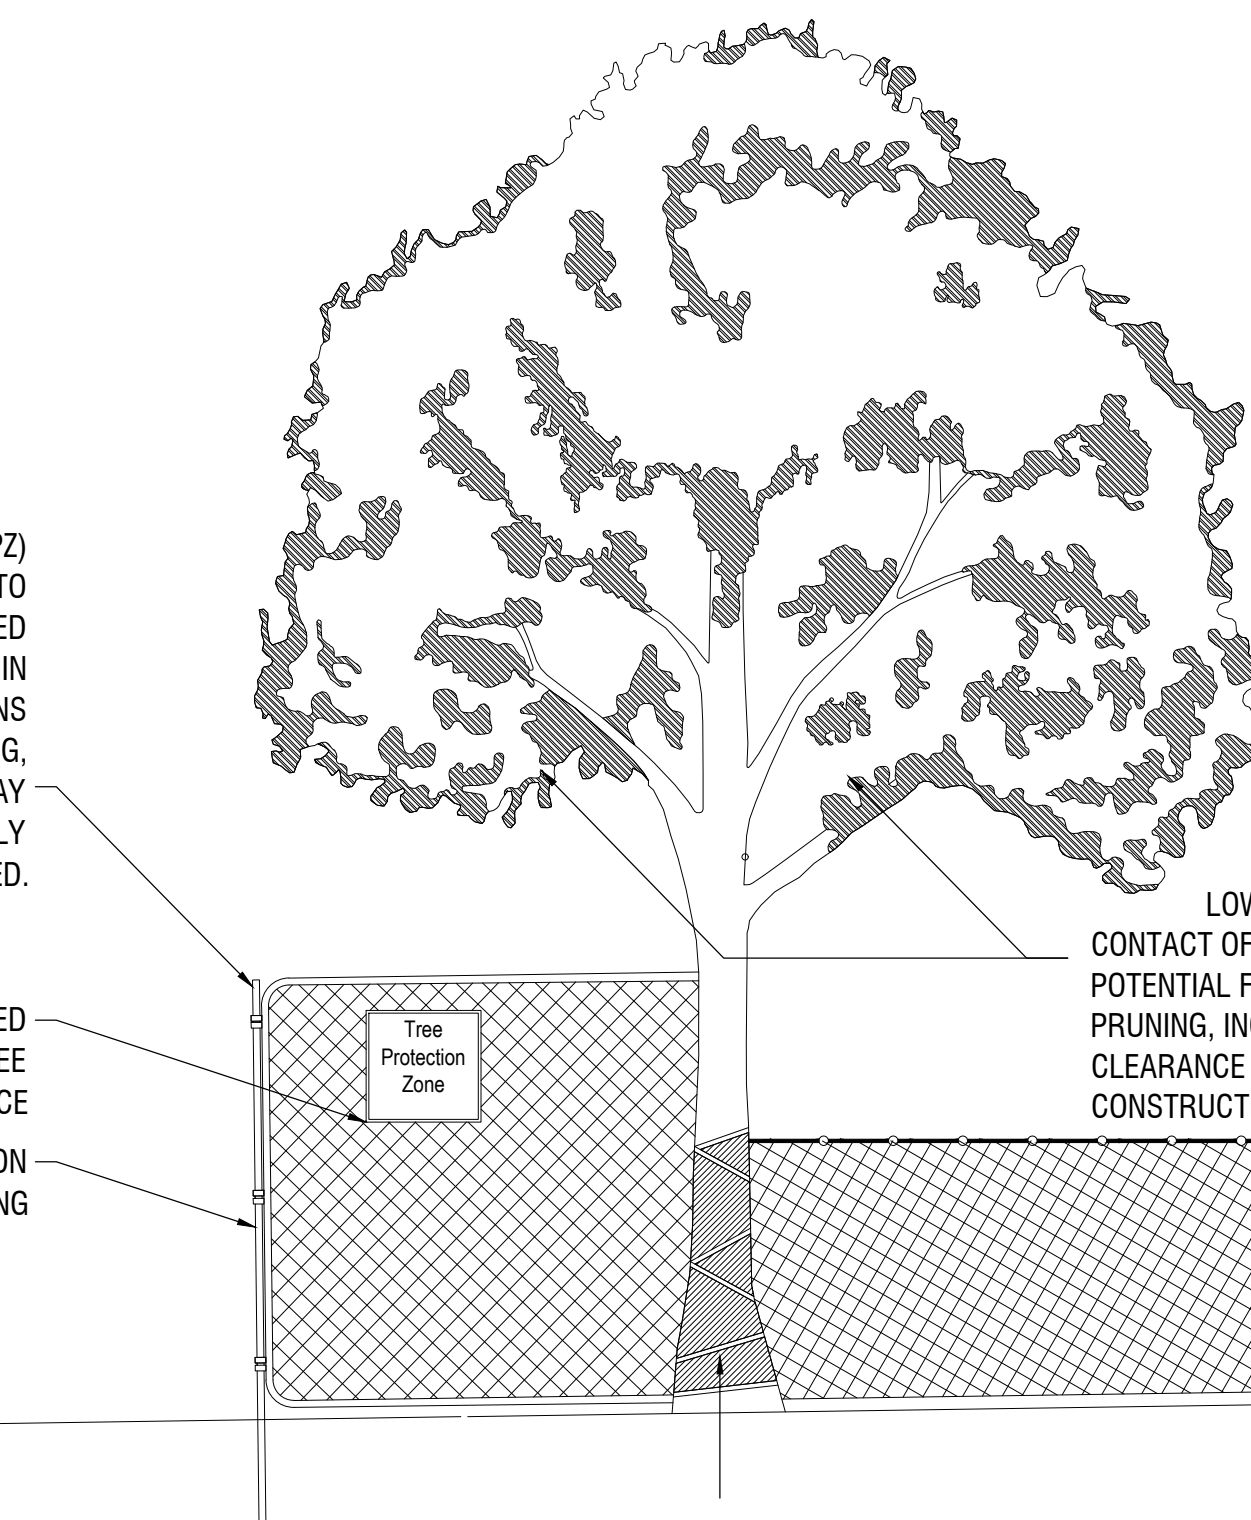 PZ)
TO
ED
IN
NS
G,
AY
LY
ED.
ED
EE
CE
ON
NG
Tree
Protection
Zone
LOW
CONTACT OF
POTENTIAL F
PRUNING, INC
CLEARANCE
CONSTRUCT